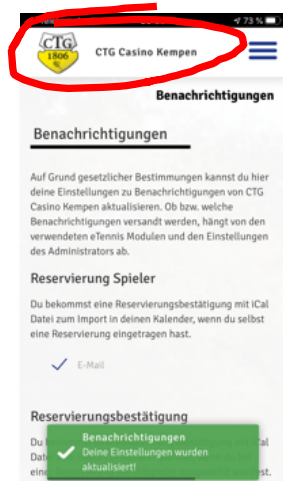 73 %
CTG
1806
CTG Casino Kempen
Benachrichtigungen
Benachrichtigungen
Auf Grund gesetzlicher Bestimmungen kannst du hier
deine Einstellungen zu Benachrichtigungen von CTG
Casino Kempen aktualisieren. Ob bzw. welche
Benachrichtigungen versandt werden, hängt von den
verwendeten eTennis Modulen und den Einstellungen
des Administrators ab.
Reservierung Spieler
Du bekommst eine Reservierungsbestätigung mit iCal
Datei zum Import in deinen Kalender, wenn du selbst
eine Reservierung eingetragen hast.
E-Mail
Reservierungsbestätigung
Benachrichtigungen
Deine Einstellungen wurden
aktualisiert!